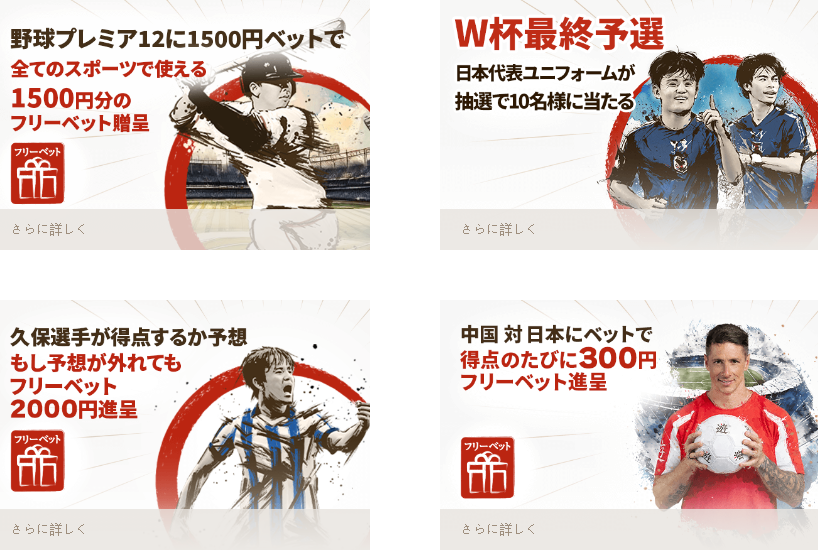 野球プレミア12に1500円ベットで
全てのスポーツで使える
1500円分の
フリーベット贈呈
フリーベット
さらに詳しく
W杯最終予選
日本代表ユニフォームが
抽選で10名様に当たる
さらに詳しく
久保選手が得点するか予想
もし予想が外れても
フリーベット
2000円進呈
フリーベット
さらに詳しく
中国 対 日本にベットで
得点のたびに300円
フリーベット進呈
フリーベット
遊
遊
さらに詳しく